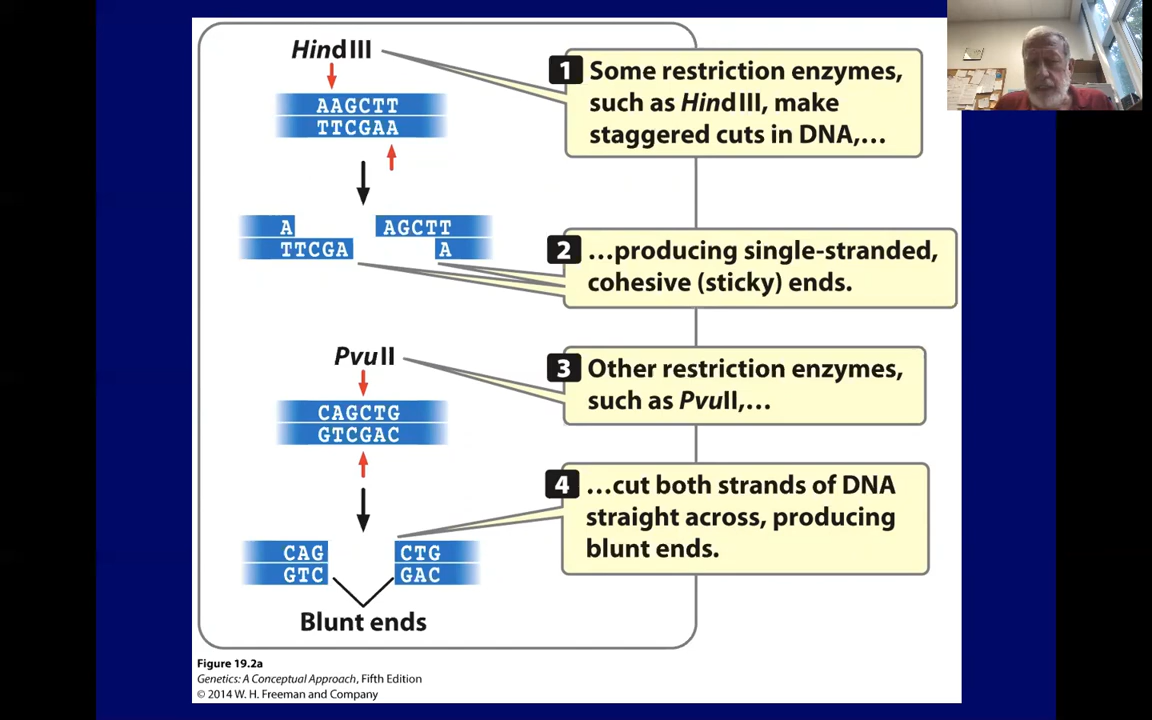 HindIII
AAGCTT
TTCGAA
A AGCTT
TTCGA A
1 Some restriction enzymes,
such as HindIII, make
staggered cuts in DNA,…
2 …producing single-stranded,
cohesive (sticky) ends.
PvuII
CAGCTG
GTCGAC
CAG CTG
GTC GAC
Blunt ends
3 Other restriction enzymes,
such as PvuII,…
4 …cut both strands of DNA
straight across, producing
blunt ends.
Figure 19.2a
Genetics: A Conceptual Approach, Fifth Edition
© 2014 W. H. Freeman and Company